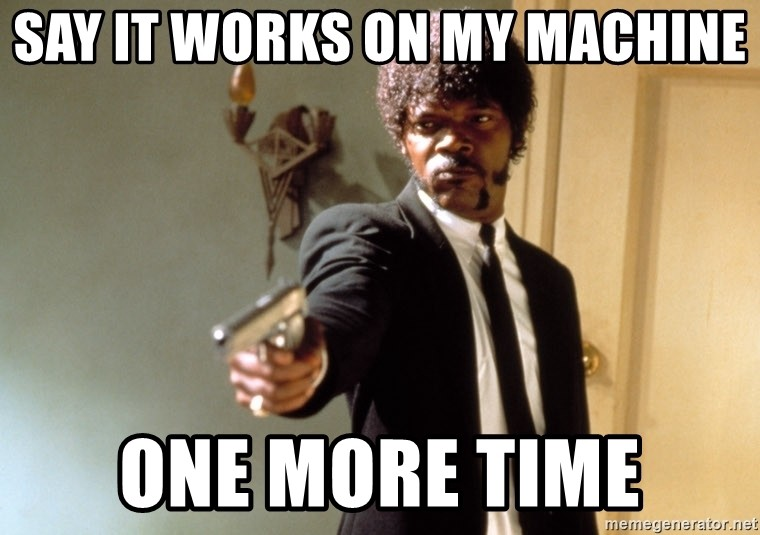 SAY IT WORKS ON MY MACHINE
ONE MORE TIME
memegenerator.net